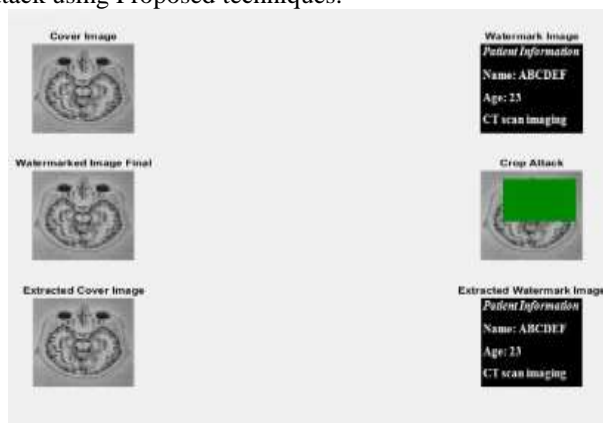 attack using Proposed techniques.
Cover Image
Watermark Image
Patient Information
Name: ABCDEF
Age: 23
CT scan imaging
Watermarked Image Final
Crop Attack
Extracted Cover Image
Extracted Watermark Image
Patient Information
Name: ABCDEF
Age: 23
CT scan imaging